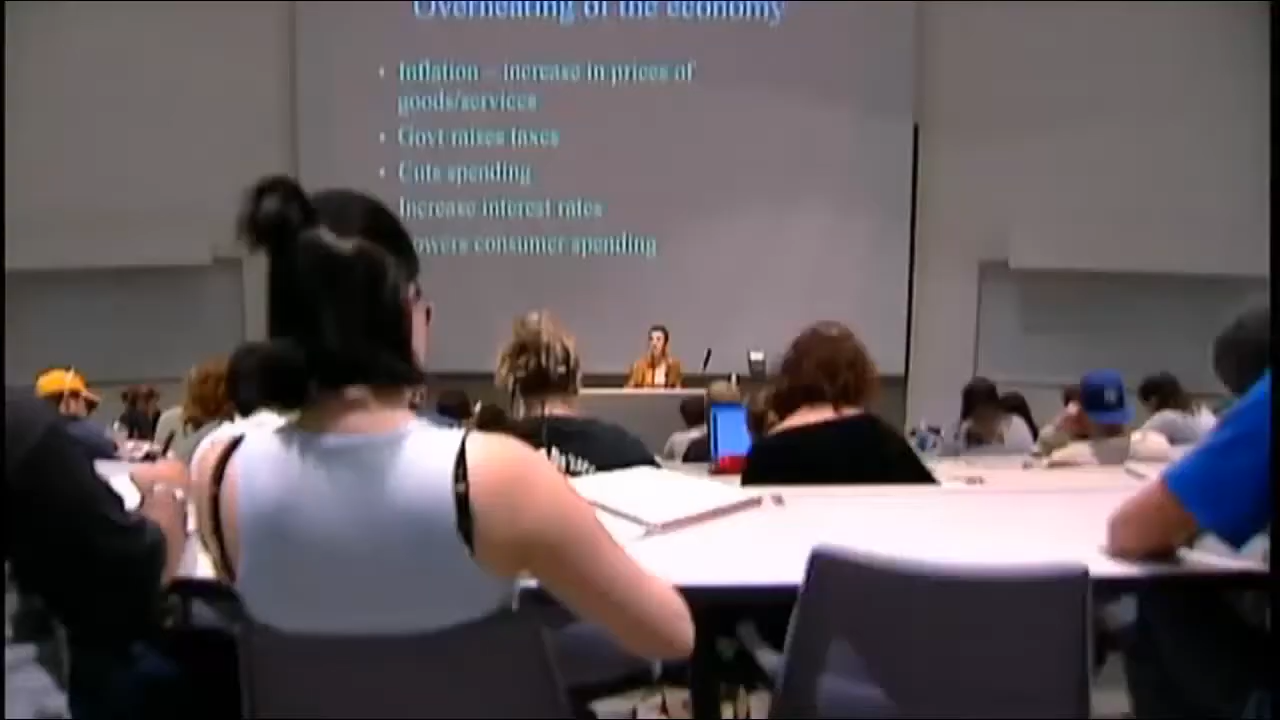 Overheating of the economy
• Inflation – increase in prices of
goods/services
• Govt raises taxes
• Cuts spending
Increase interest rates
owers consumer spending